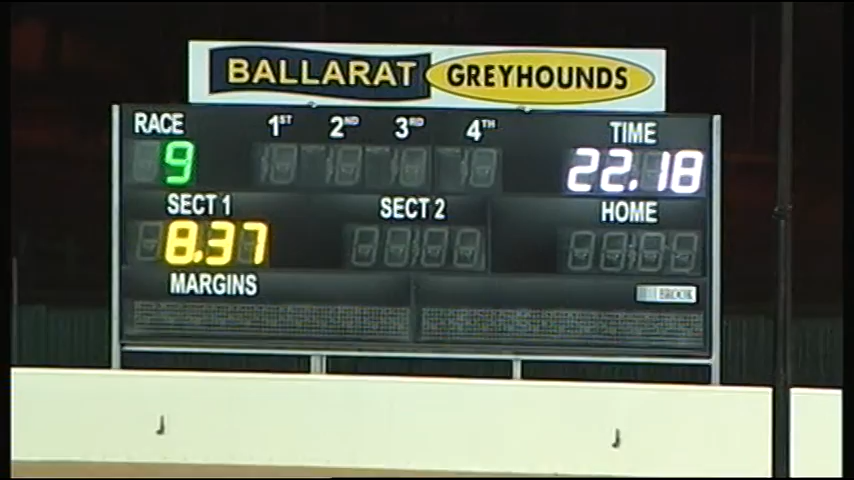 BALLARAT GREYHOUNDS
RACE 1ST 2ND 3RD 4TH TIME
9 22.18
SECT 1 SECT 2 HOME
8.37
MARGINS